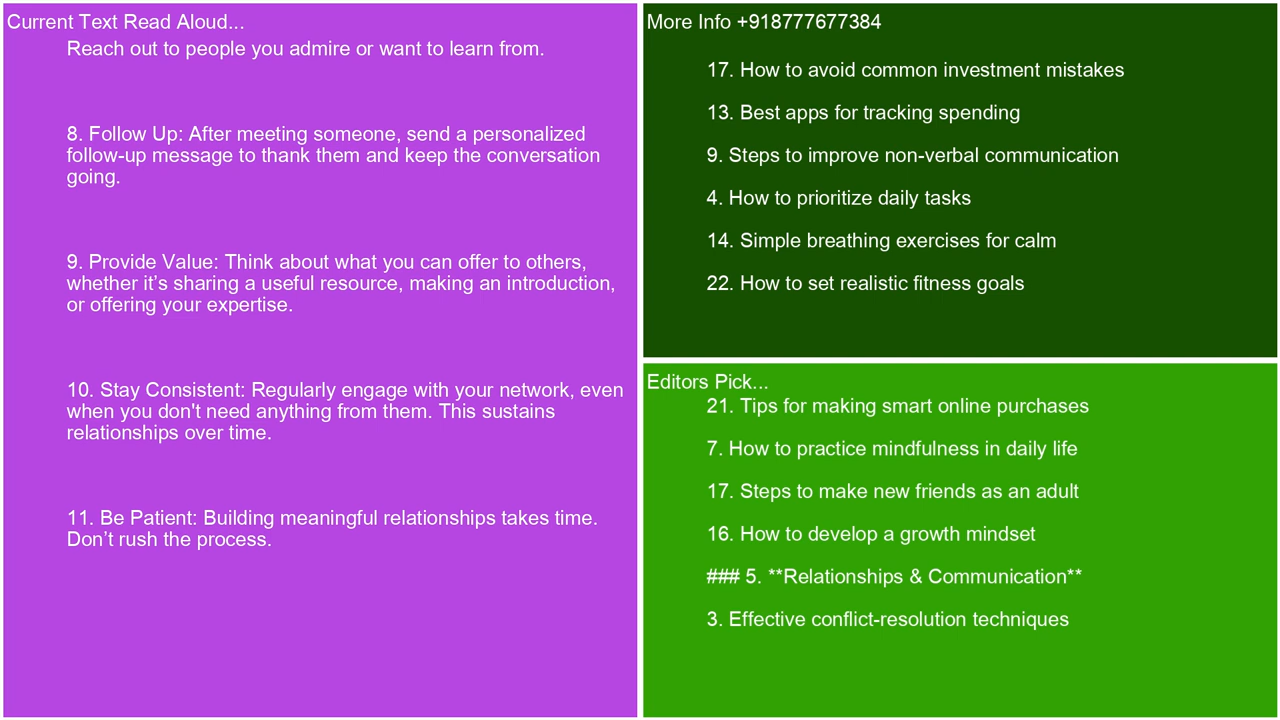 Current Text Read Aloud...
Reach out to people you admire or want to learn from.
8. Follow Up: After meeting someone, send a personalized
follow-up message to thank them and keep the conversation
going.
9. Provide Value: Think about what you can offer to others,
whether it’s sharing a useful resource, making an introduction,
or offering your expertise.
10. Stay Consistent: Regularly engage with your network, even
when you don't need anything from them. This sustains
relationships over time.
11. Be Patient: Building meaningful relationships takes time.
Don’t rush the process.
More Info +918777677384
17. How to avoid common investment mistakes
13. Best apps for tracking spending
9. Steps to improve non-verbal communication
4. How to prioritize daily tasks
14. Simple breathing exercises for calm
22. How to set realistic fitness goals
Editors Pick...
21. Tips for making smart online purchases
7. How to practice mindfulness in daily life
17. Steps to make new friends as an adult
16. How to develop a growth mindset
### 5. **Relationships & Communication**
3. Effective conflict-resolution techniques